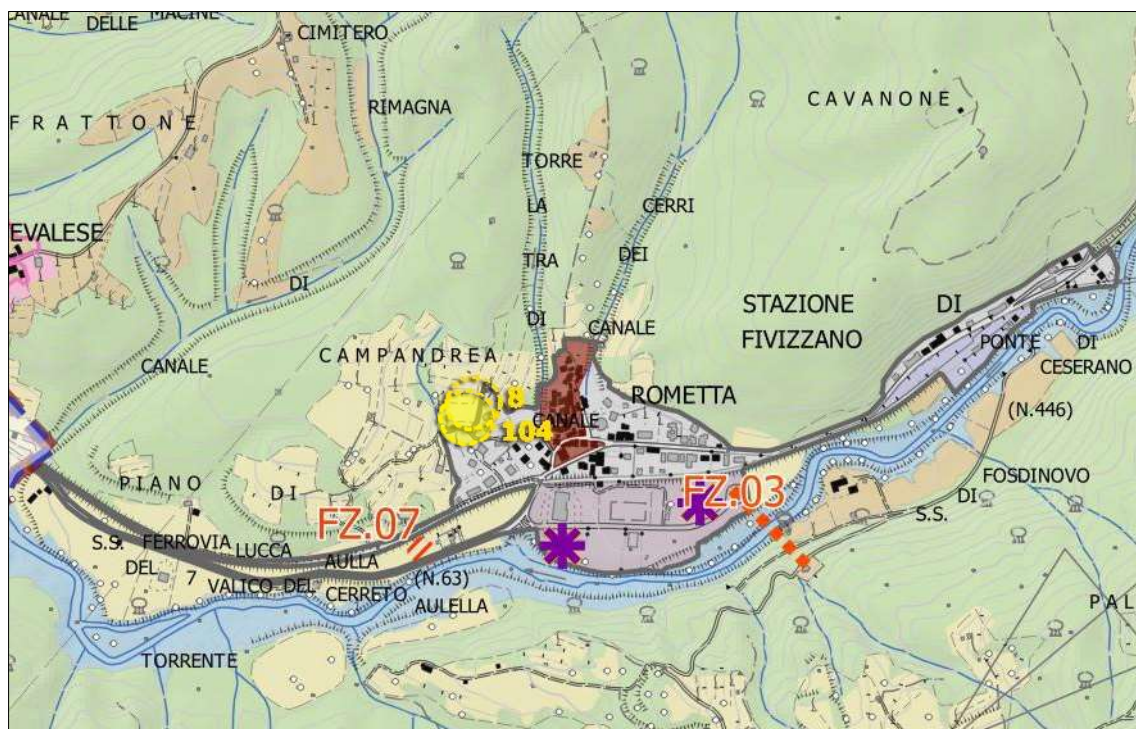 CANALE
MACINE
DELLE
CIMITERO
RIMAGNA
FRATTONE
CAVANONE
TORRE
LA
CERRI
EVALESE
TRA
DEI
DI
STAZIONE
DI
FIVIZZANO
DI
CANALE
PONTE
DI
CANALE
CAMPANDREA
CESERANO
ROMETTA
8
104
CANALE
(N.446)
PIANO
DI
FZ.03
FOSDINOVO
DI
S.S.
FZ.07
S.S.
FERROVIA
LUCCA
AULLA
DEL
7
VALICO DEL
CERRETO
(N.63)
AULELLA
PAL
TORRENTE